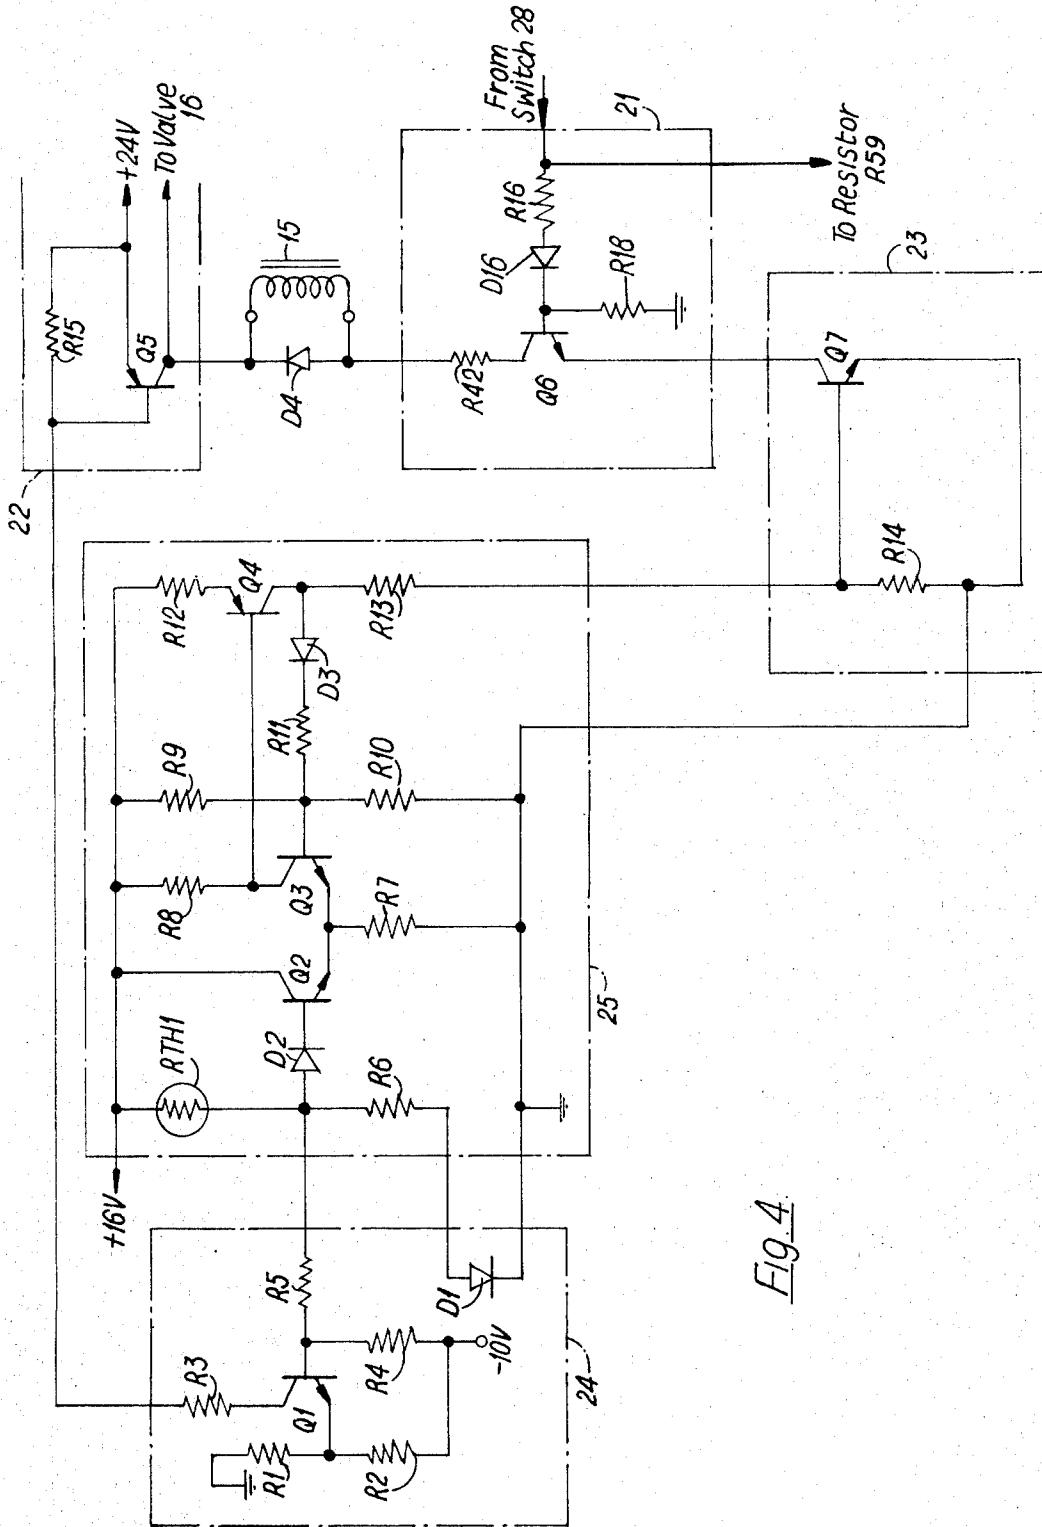 22
R15
+24V
To Valve
16
Q5
15
D4
From
Switch 28
21
R16
D16
R18
R42
Q6
To Resistor
R59
23
Q7
R14
R12
Q4
R13
D3
R11
R9
R10
R8
Q3
R7
Q2
D2
RTH1
R6
25
+16V
R5
D1
R3
Q1
R4
-10V
R1
R2
24
Fig. 4.